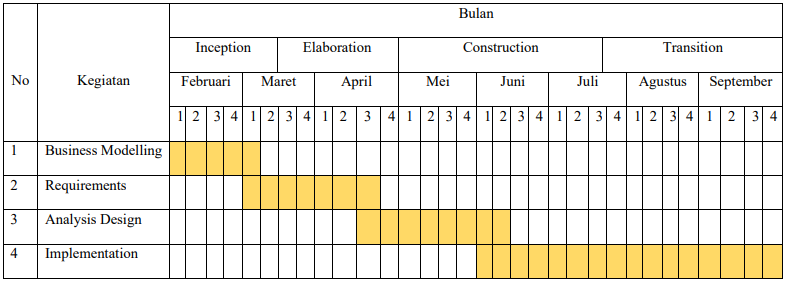 Bulan
Inception Elaboration Construction Transition
No Kegiatan Februari Maret April Mei Juni Juli Agustus September
1 2 3 4 1 2 3 4 1 2 3 4 1 2 3 4 1 2 3 4 1 2 3 4 1 2 3 4 1 2 3 4
1 Business Modelling
2 Requirements
3 Analysis Design
4 Implementation